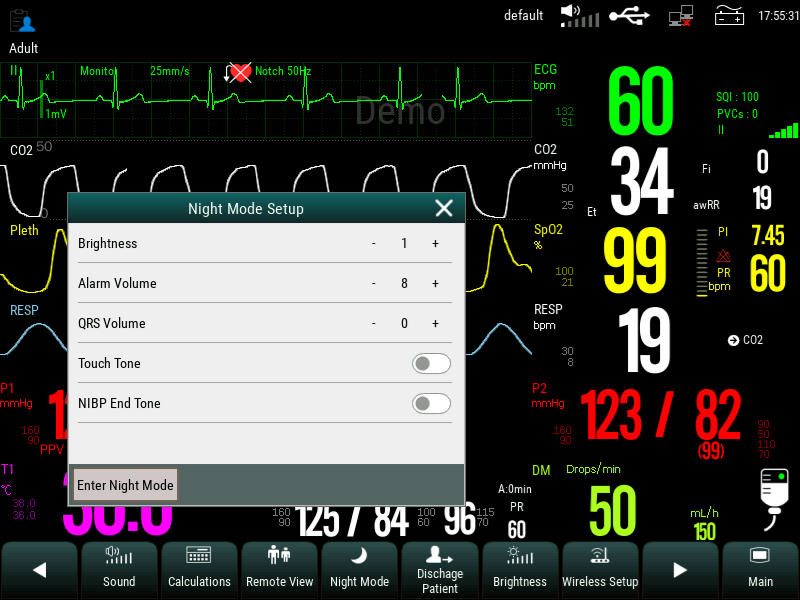 default
17:55:31
Adult
II
x1
Monitor
25mm/s
Notch 50Hz
1mV
Demo
ECG
bpm
132
51
60
SQI : 100
PVCs : 0
II
CO2
50
0
CO2
mmHg
50
25
Et
34
Fi
0
awRR
19
Pleth
SpO2
%
100
21
99
PI
7.45
PR
bpm
60
RESP
RESP
bpm
30
8
19
CO2
Night Mode Setup
Brightness
- 1 +
Alarm Volume
- 8 +
QRS Volume
- 0 +
Touch Tone
NIBP End Tone
Enter Night Mode
P1
mmHg
160
90
PPV
P2
mmHg
160
90
123 / 82
(99)
90
50
110
70
T1
°C
38.0
36.0
160
90
125 / 84
100
60
96
115
70
A:0min
PR
60
DM
Drops/min
50
mL/h
150
Sound
Calculations
Remote View
Night Mode
Dischage
Patient
Brightness
Wireless Setup
Main